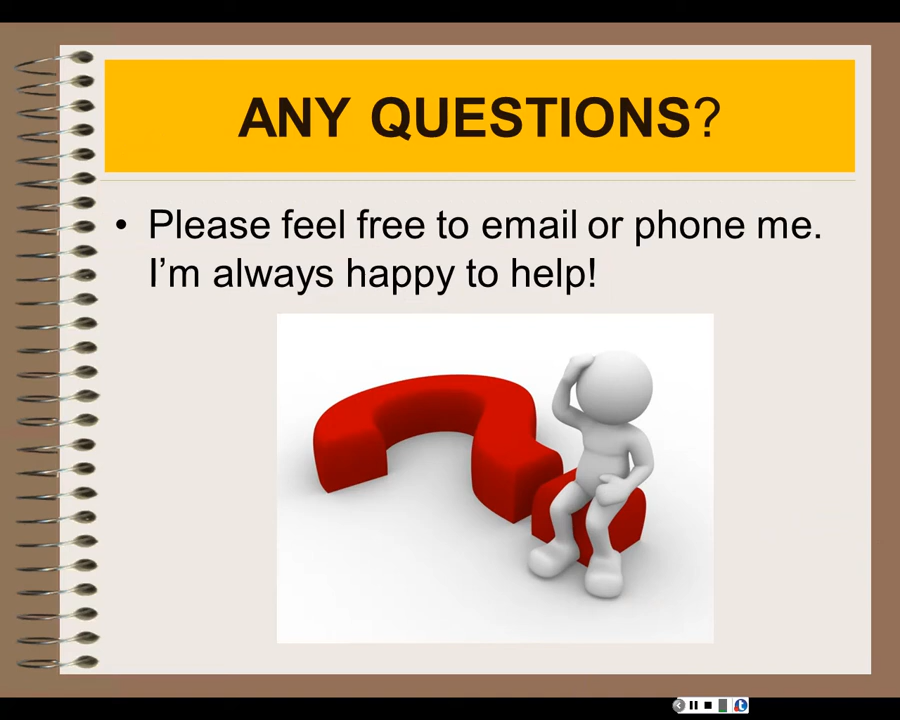 ANY QUESTIONS?
• Please feel free to email or phone me.
I’m always happy to help!